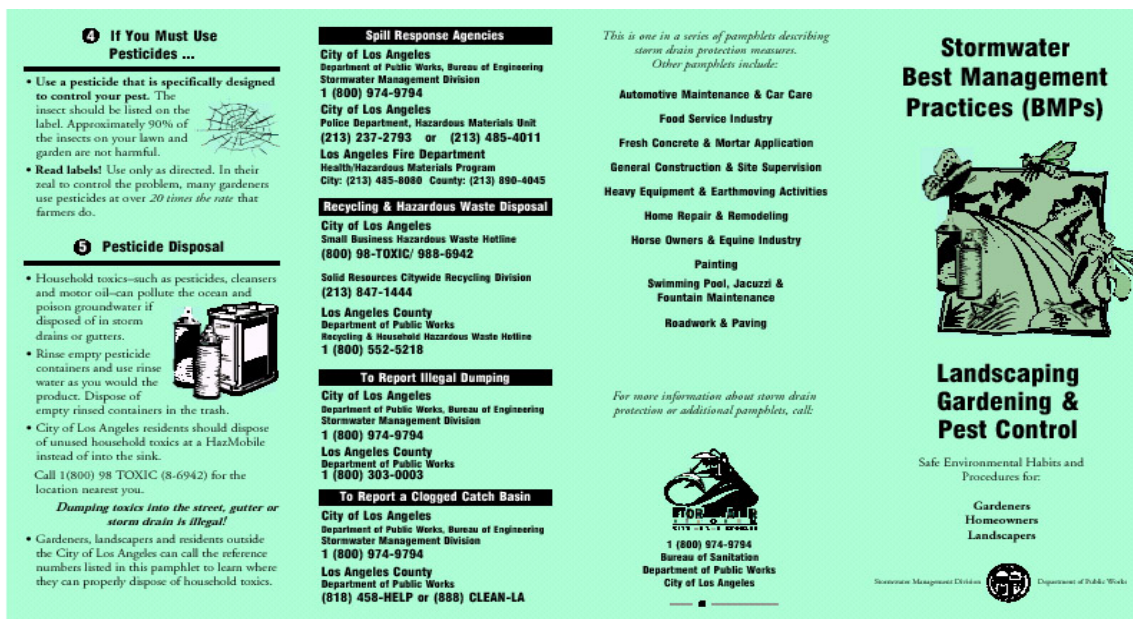 4 If You Must Use
Pesticides ...
• Use a pesticide that is specifically designed
to control your pest. The
insect should be listed on the
label. Approximately 90% of
the insects on your lawn and
garden are not harmful.
• Read labels! Use only as directed. In their
zeal to control the problem, many gardeners
use pesticides at over 20 times the rate that
farmers do.
5 Pesticide Disposal
• Household toxics–such as pesticides, cleansers
and motor oil–can pollute the ocean and
poison groundwater if
disposed of in storm
drains or gutters.
• Rinse empty pesticide
containers and use rinse
water as you would the
product. Dispose of
empty rinsed containers in the trash.
• City of Los Angeles residents should dispose
of unused household toxics at a HazMobile
instead of into the sink.
Call 1(800) 98 TOXIC (8-6942) for the
location nearest you.
Dumping toxics into the street, gutter or
storm drain is illegal!
• Gardeners, landscapers and residents outside
the City of Los Angeles can call the reference
numbers listed in this pamphlet to learn where
they can properly dispose of household toxics.
Spill Response Agencies
City of Los Angeles
Department of Public Works, Bureau of Engineering
Stormwater Management Division
1 (800) 974-9794
City of Los Angeles
Police Department, Hazardous Materials Unit
(213) 237-2793 or (213) 485-4011
Los Angeles Fire Department
Health/Hazardous Materials Program
City: (213) 485-8080 County: (213) 890-4045
Recycling & Hazardous Waste Disposal
City of Los Angeles
Small Business Hazardous Waste Hotline
(800) 98-TOXIC/ 988-6942
Solid Resources Citywide Recycling Division
(213) 847-1444
Los Angeles County
Department of Public Works
Recycling & Household Hazardous Waste Hotline
1 (800) 552-5218
To Report Illegal Dumping
City of Los Angeles
Department of Public Works, Bureau of Engineering
Stormwater Management Division
1 (800) 974-9794
Los Angeles County
Department of Public Works
1 (800) 303-0003
To Report a Clogged Catch Basin
City of Los Angeles
Department of Public Works, Bureau of Engineering
Stormwater Management Division
1 (800) 974-9794
Los Angeles County
Department of Public Works
(818) 458-HELP or (888) CLEAN-LA
This is one in a series of pamphlets describing
storm drain protection measures.
Other pamphlets include:
Automotive Maintenance & Car Care
Food Service Industry
Fresh Concrete & Mortar Application
General Construction & Site Supervision
Heavy Equipment & Earthmoving Activities
Home Repair & Remodeling
Horse Owners & Equine Industry
Painting
Swimming Pool, Jacuzzi &
Fountain Maintenance
Roadwork & Paving
For more information about storm drain
protection or additional pamphlets, call:
STORMWATER
1 (800) 974-9794
Bureau of Sanitation
Department of Public Works
City of Los Angeles
Stormwater
Best Management
Practices (BMPs)
Landscaping
Gardening &
Pest Control
Safe Environmental Habits and
Procedures for:
Gardeners
Homeowners
Landscapers
Stormwater Management Division
Department of Public Works